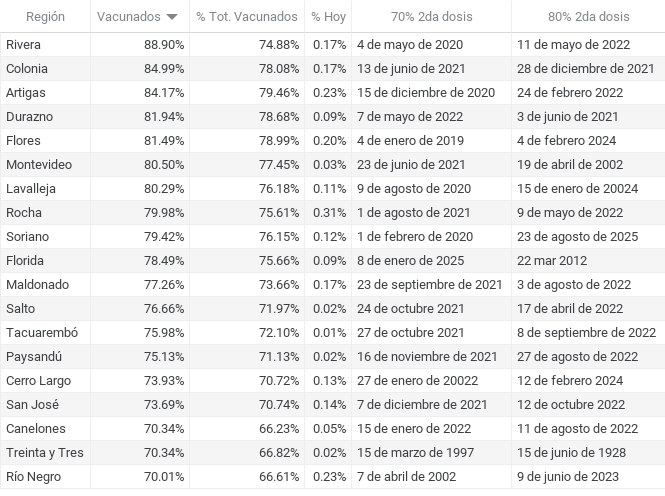 Región Vacunados % Tot. Vacunados % Hoy 70% 2da dosis 80% 2da dosis
Rivera 88.90% 74.88% 0.17% 4 de mayo de 2020 11 de mayo de 2022
Colonia 84.99% 78.08% 0.17% 13 de junio de 2021 28 de diciembre de 2021
Artigas 84.17% 79.46% 0.23% 15 de diciembre de 2020 24 de febrero 2022
Durazno 81.94% 78.68% 0.09% 7 de mayo de 2022 3 de junio de 2021
Flores 81.49% 78.99% 0.20% 4 de enero de 2019 4 de febrero 2024
Montevideo 80.50% 77.45% 0.03% 23 de junio de 2021 19 de abril de 2002
Lavalleja 80.29% 76.18% 0.11% 9 de agosto de 2020 15 de enero de 20024
Rocha 79.98% 75.61% 0.31% 1 de agosto de 2021 9 de mayo de 2022
Soriano 79.42% 76.15% 0.12% 1 de febrero de 2020 23 de agosto de 2025
Florida 78.49% 75.66% 0.09% 8 de enero de 2025 22 mar 2012
Maldonado 77.26% 73.66% 0.17% 23 de septiembre de 2021 3 de agosto de 2022
Salto 76.66% 71.97% 0.02% 24 de octubre 2021 17 de abril de 2022
Tacuarembó 75.98% 72.10% 0.01% 27 de octubre 2021 8 de septiembre de 2022
Paysandú 75.13% 71.13% 0.02% 16 de noviembre de 2021 27 de agosto de 2022
Cerro Largo 73.93% 70.72% 0.13% 27 de enero de 20022 12 de febrero de 2024
San José 73.69% 70.74% 0.14% 7 de diciembre de 2021 12 de octubre de 2022
Canelones 70.34% 66.23% 0.05% 15 de enero de 2022 11 de agosto de 2022
Treinta y Tres 70.34% 66.82% 0.02% 15 de marzo de 1997 15 de junio de 1928
Río Negro 70.01% 66.61% 0.23% 7 de abril de 2002 9 de junio de 2023